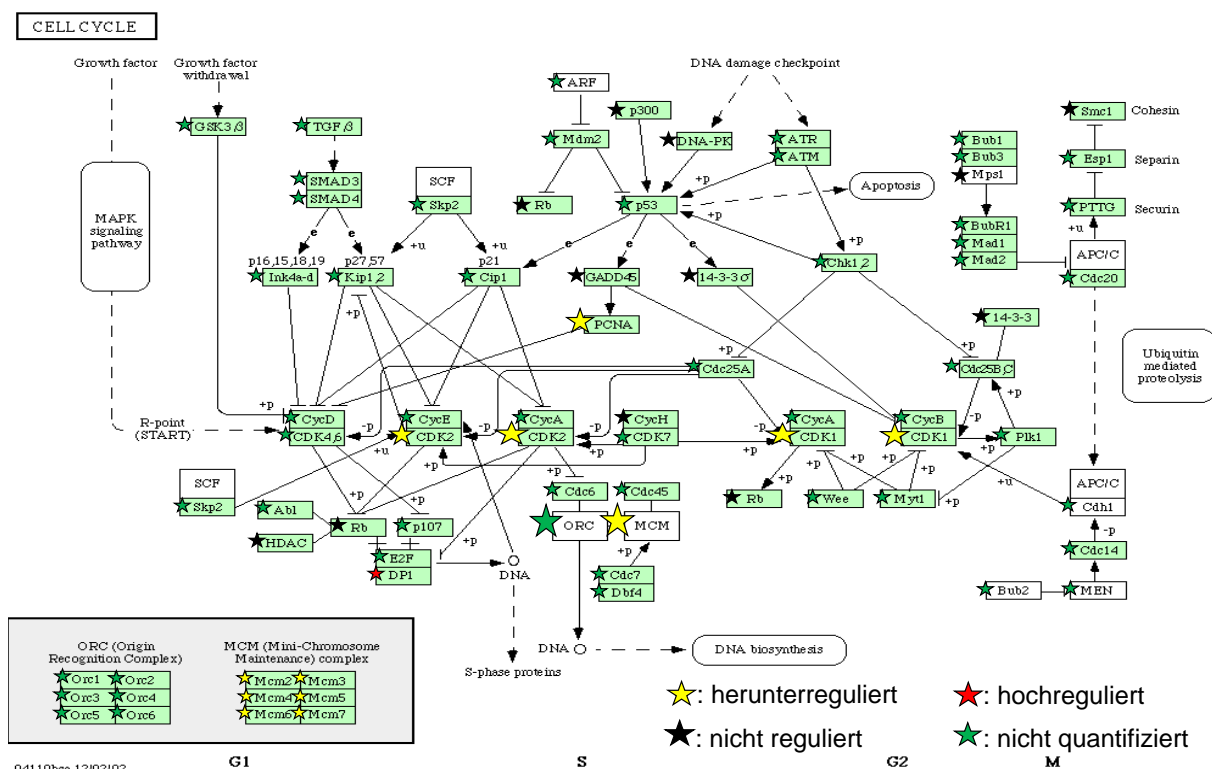 CELL CYCLE
Growth factor
Growth factor
withdrawal
DNA damage checkpoint
ARF
p300
Smc1
Cohesin
GSK3β
TGFβ
Mdm2
DNA-PK
ATR
ATM
Bub1
Bub3
Mps1
Esp1
Separin
+p
MAPK
signaling
pathway
SMAD3
SMAD4
SCF
Skp2
Rb
p53
Apoptosis
PTTG
Securin
BubR1
Mad1
Mad2
+u
APC/C
Cdc20
e
e
+u
+u
e
e
e
+p
+p
p16,15,18,19
Ink4a-d
p27,57
Kip1,2
p21
Cip1
GADD45
14-3-3σ
Chk1,2
+p
PCNA
14-3-3
Ubiquitin
mediated
proteolysis
+p
+p
Cdc25A
Cdc25B,C
R-point
(START)
+p
CycD
CDK4,6
-p
CycE
CDK2
-p
CycA
CDK2
-p
+p
CycH
CDK7
-p
+p
CycA
CDK1
CycB
CDK1
-p
+p
+p
Plk1
+u
+p
+p
+p
+p
+p
+p
+u
SCF
Skp2
Abl
HDAC
Rb
p107
E2F
DP1
+p
DNA
Cdc6
ORC
Cdc45
MCM
+p
Cdc7
Dbf4
Rb
Wee
Myt1
APC/C
Cdh1
-p
Cdc14
Bub2
MEN
DNA
DNA biosynthesis
S-phase proteins
ORC (Origin
Recognition Complex)
Orc1 Orc2
Orc3 Orc4
Orc5 Orc6
MCM (Mini-Chromosome
Maintenance) complex
Mcm2 Mcm3
Mcm4 Mcm5
Mcm6 Mcm7
: herunterreguliert
: hochreguliert
: nicht reguliert
: nicht quantifiziert
G1
S
G2
M